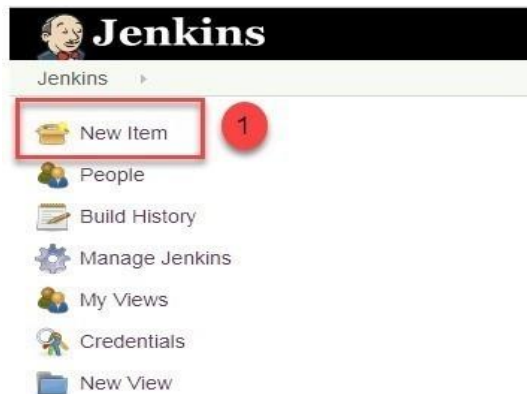 Jenkins
Jenkins
New Item
1
People
Build History
Manage Jenkins
My Views
Credentials
New View